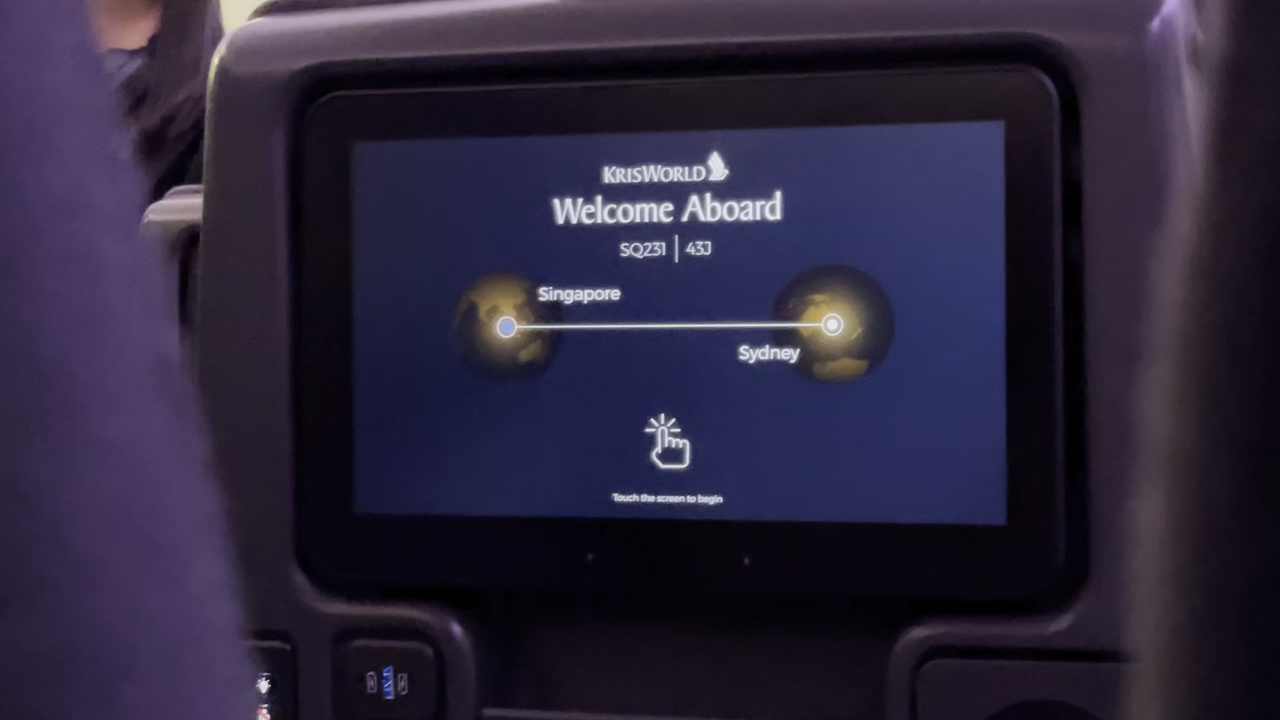 KRISWORLD
Welcome Aboard
SQ231 | 43J
Singapore
Sydney
Touch the screen to begin